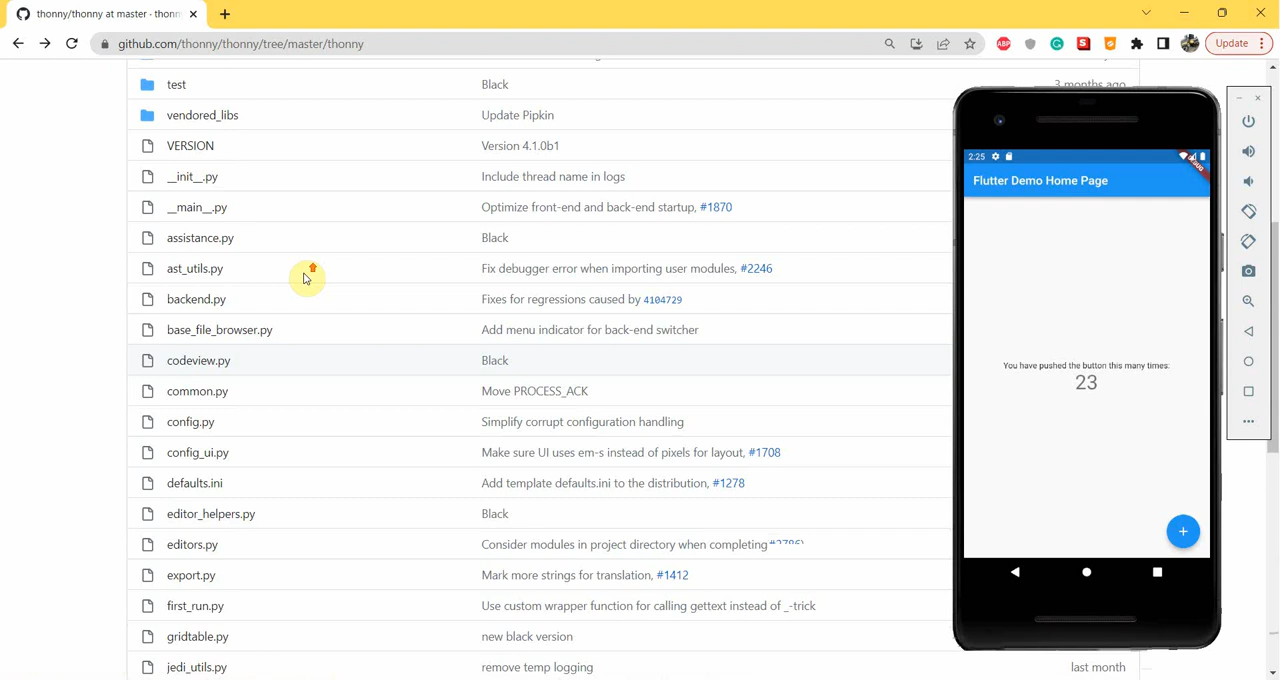 thonny/thonny at master · thonny
github.com/thonny/thonny/tree/master/thonny
ABP
S
G
Update
test Black 3 months ago
vendored_libs Update Pipkin
VERSION Version 4.1.0b1
__init__.py Include thread name in logs
__main__.py Optimize front-end and back-end startup, #1870
assistance.py Black
ast_utils.py Fix debugger error when importing user modules, #2246
backend.py Fixes for regressions caused by 4104729
base_file_browser.py Add menu indicator for back-end switcher
codeview.py Black
common.py Move PROCESS_ACK
config.py Simplify corrupt configuration handling
config_ui.py Make sure UI uses em-s instead of pixels for layout, #1708
defaults.ini Add template defaults.ini to the distribution, #1278
editor_helpers.py Black
editors.py Consider modules in project directory when completing
export.py Mark more strings for translation, #1412
first_run.py Use custom wrapper function for calling gettext instead of _-trick
gridtable.py new black version
jedi_utils.py remove temp logging last month
2:25
DEBUG
Flutter Demo Home Page
You have pushed the button this many times:
23
+